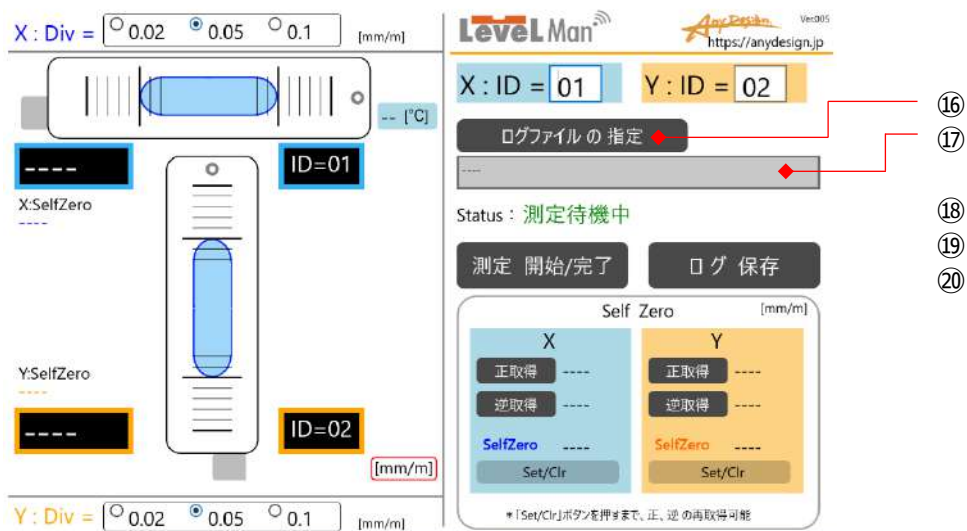 X : Div = 0.02 0.05 0.1 [mm/m]
-- [°C]
----
ID=01
X:SelfZero
----
Y:SelfZero
----
----
ID=02
[mm/m]
Y : Div = 0.02 0.05 0.1 [mm/m]
LeveL Man
AnyDesign
Ver.005
https://anydesign.jp
X : ID = 01 Y : ID = 02
ログファイル の 指定
----
Status : 測定待機中
測定 開始/完了 ログ 保存
Self Zero [mm/m]
X Y
正取得 ---- 正取得 ----
逆取得 ---- 逆取得 ----
SelfZero ---- SelfZero ----
Set/Clr Set/Clr
*「Set/Clr」ボタンを押すまで、正、逆 の再取得可能
⑯
⑰
⑱
⑲
⑳